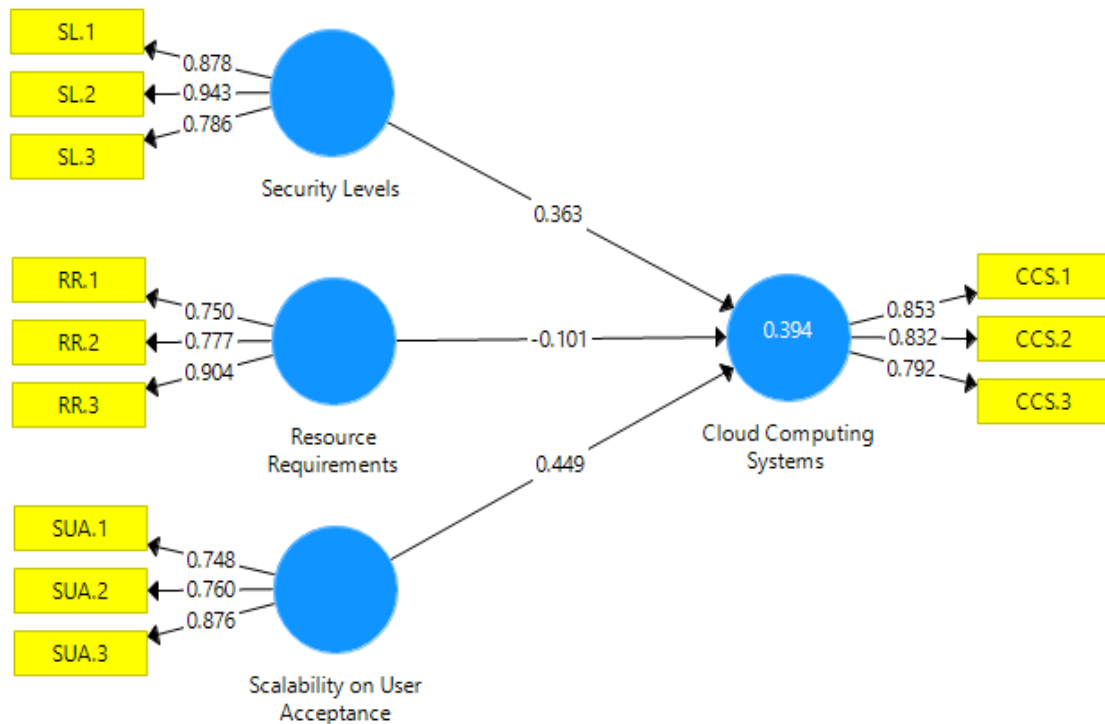 SL.1
0.878
SL.2
0.943
0.786
SL.3
Security Levels
0.363
RR.1
0.750
RR.2
0.777
0.904
RR.3
Resource
Requirements
-0.101
0.394
Cloud Computing
Systems
CCS.1
0.853
0.832
CCS.2
0.792
CCS.3
0.449
SUA.1
0.748
SUA.2
0.760
0.876
SUA.3
Scalability on User
Acceptance